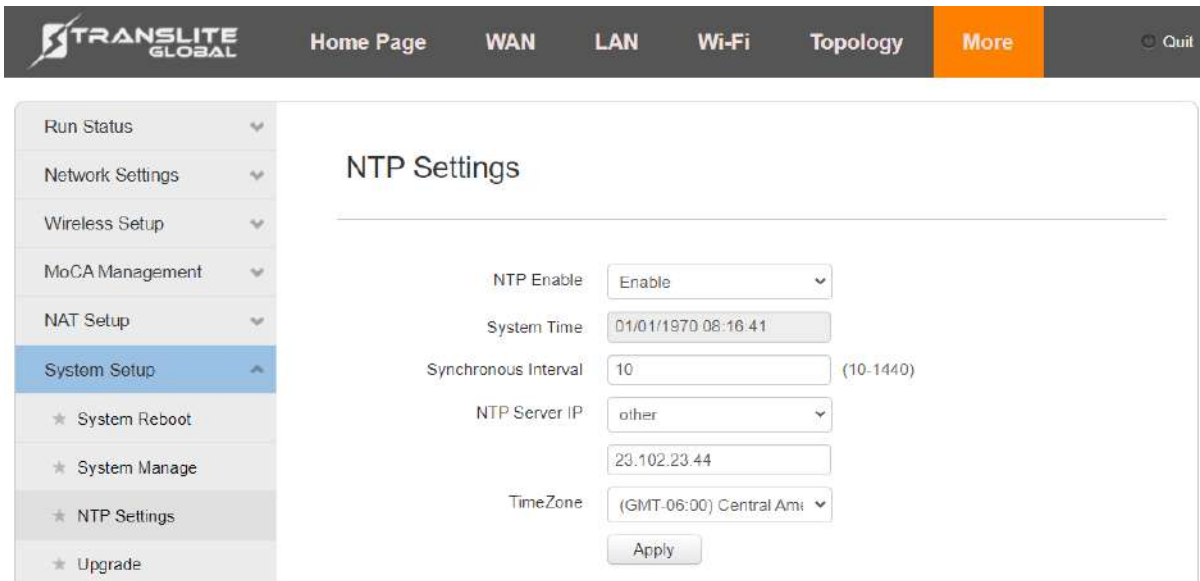 TRANSLITE
GLOBAL
Home Page WAN LAN Wi-Fi Topology More Quit
Run Status
Network Settings
Wireless Setup
MoCA Management
NAT Setup
System Setup
System Reboot
System Manage
NTP Settings
Upgrade
NTP Settings
NTP Enable Enable
System Time 01/01/1970 08:16:41
Synchronous Interval 10 (10-1440)
NTP Server IP other
23.102.23.44
TimeZone (GMT-06:00) Central Ame
Apply